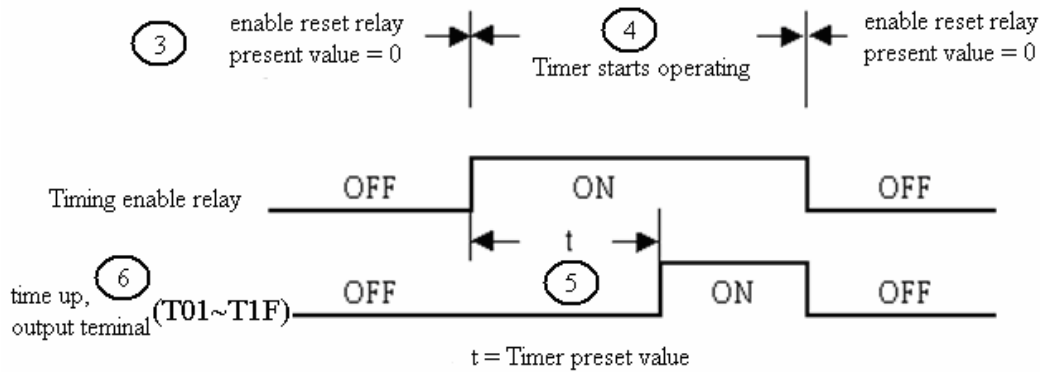 3
enable reset relay
present value = 0
4
Timer starts operating
enable reset relay
present value = 0
Timing enable relay
OFF
ON
OFF
t
time up,
output teminal
6
(T01~T1F)
OFF
5
ON
OFF
t = Timer preset value